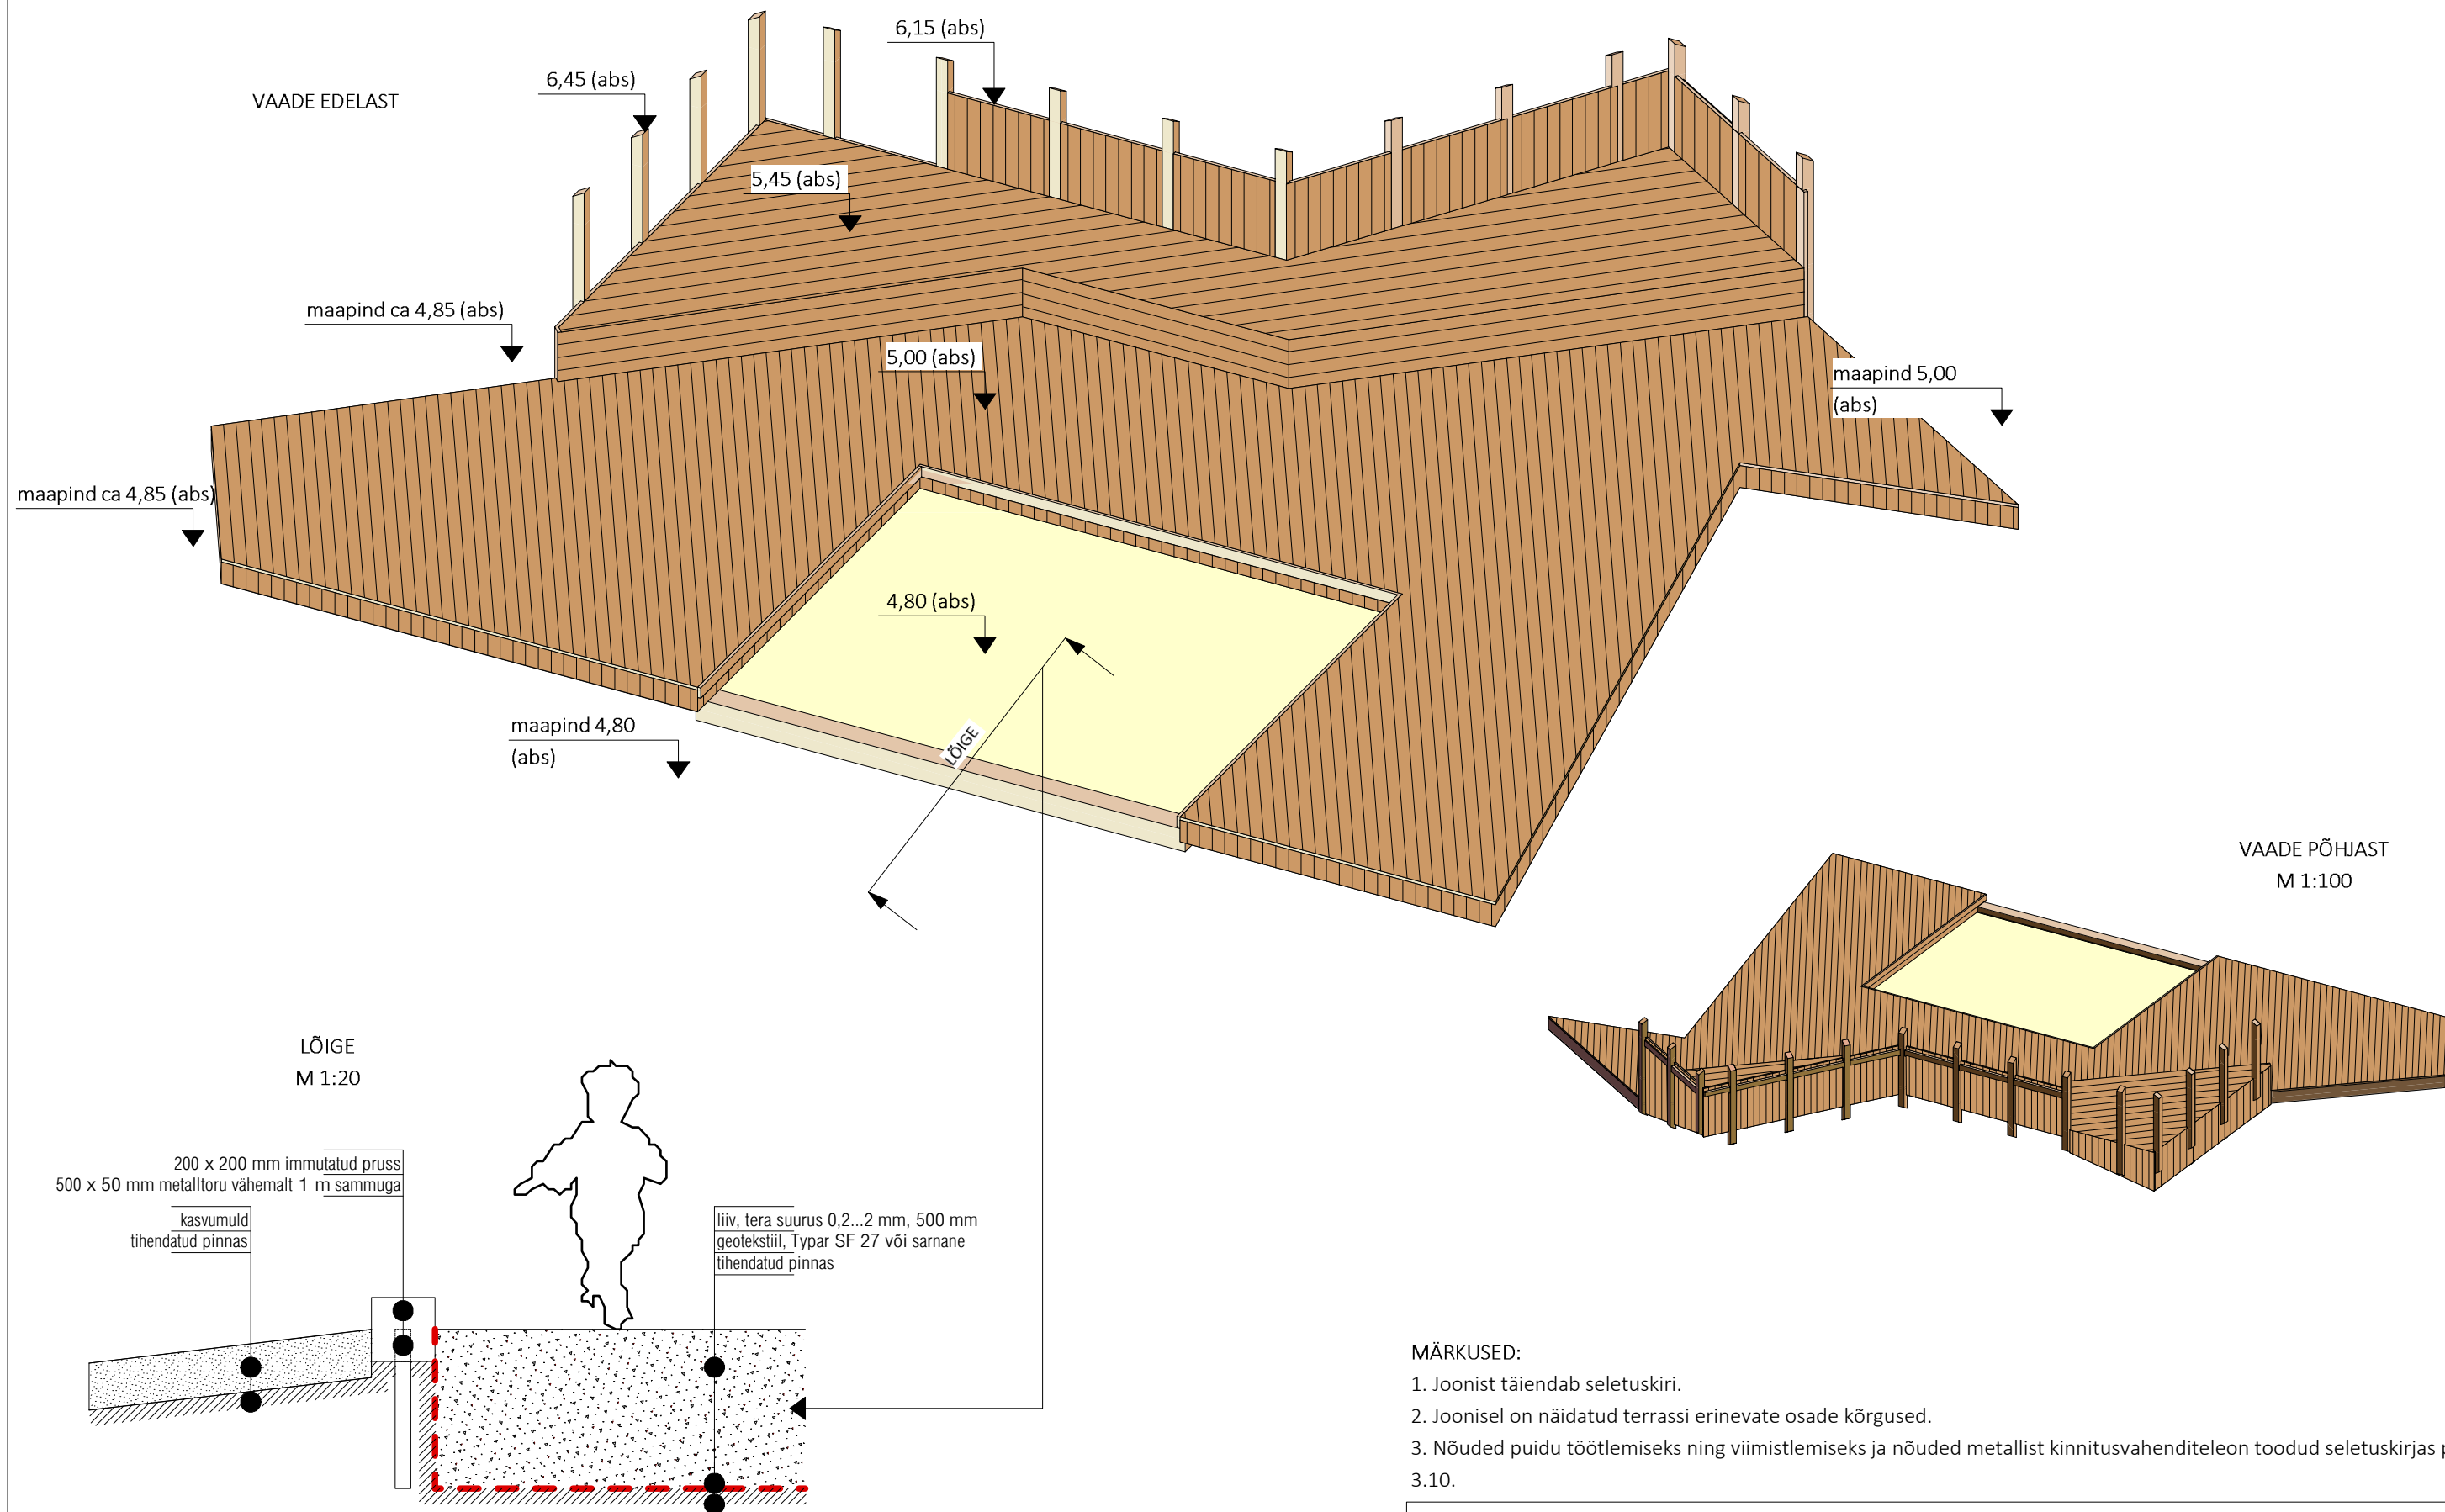 VAADE EDELAST
6,15 (abs)
6,45 (abs)
5,45 (abs)
maapind ca 4,85 (abs)
5,00 (abs)
maapind 5,00
(abs)
maapind ca 4,85 (abs)
4,80 (abs)
maapind 4,80
(abs)
LÕIGE
VAADE PÕHJAST
M 1:100
LÕIGE
M 1:20
200 x 200 mm immutatud pruss
500 x 50 mm metalltoru vähemalt 1 m sammuga
kasvumuld
tihendatud pinnas
liiv, tera suurus 0,2...2 mm, 500 mm
geotekstiil, Typar SF 27 või sarnane
tihendatud pinnas
MÄRKUSED:
1. Joonist täiendab seletuskiri.
2. Joonisel on näidatud terrassi erinevate osade kõrgused.
3. Nõuded puidu töötlemiseks ning viimistlemiseks ja nõuded metallist kinnitusvahenditeleon toodud seletuskirjas
3.10.